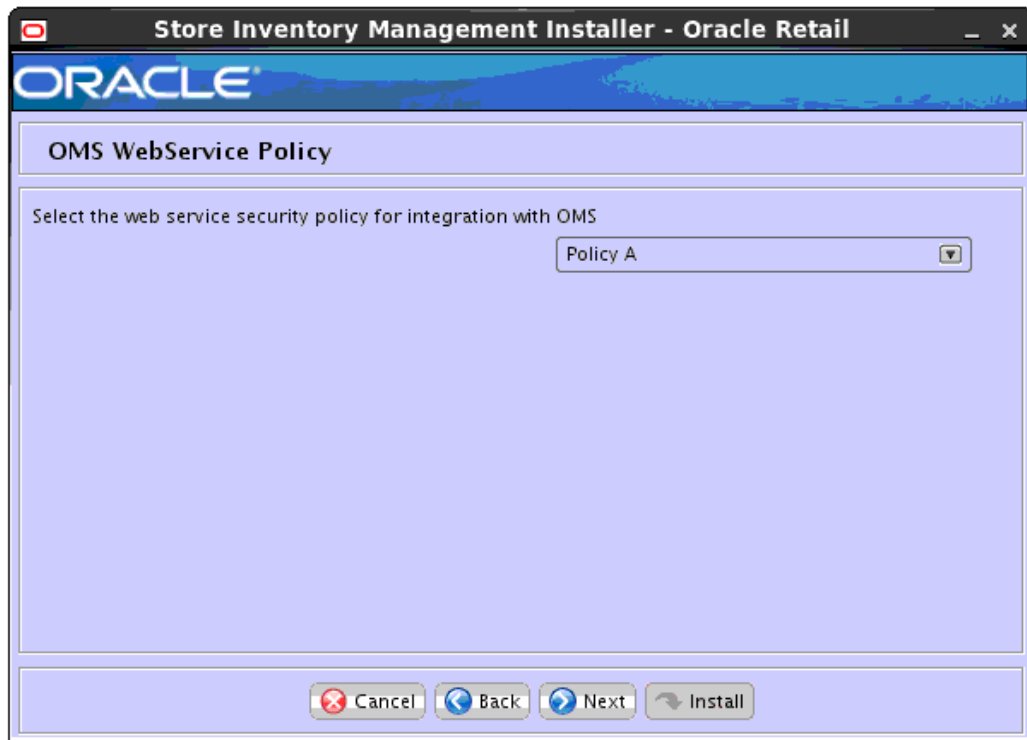 Store Inventory Management Installer - Oracle Retail
ORACLE
OMS WebService Policy
Select the web service security policy for integration with OMS
Policy A
Cancel Back Next Install